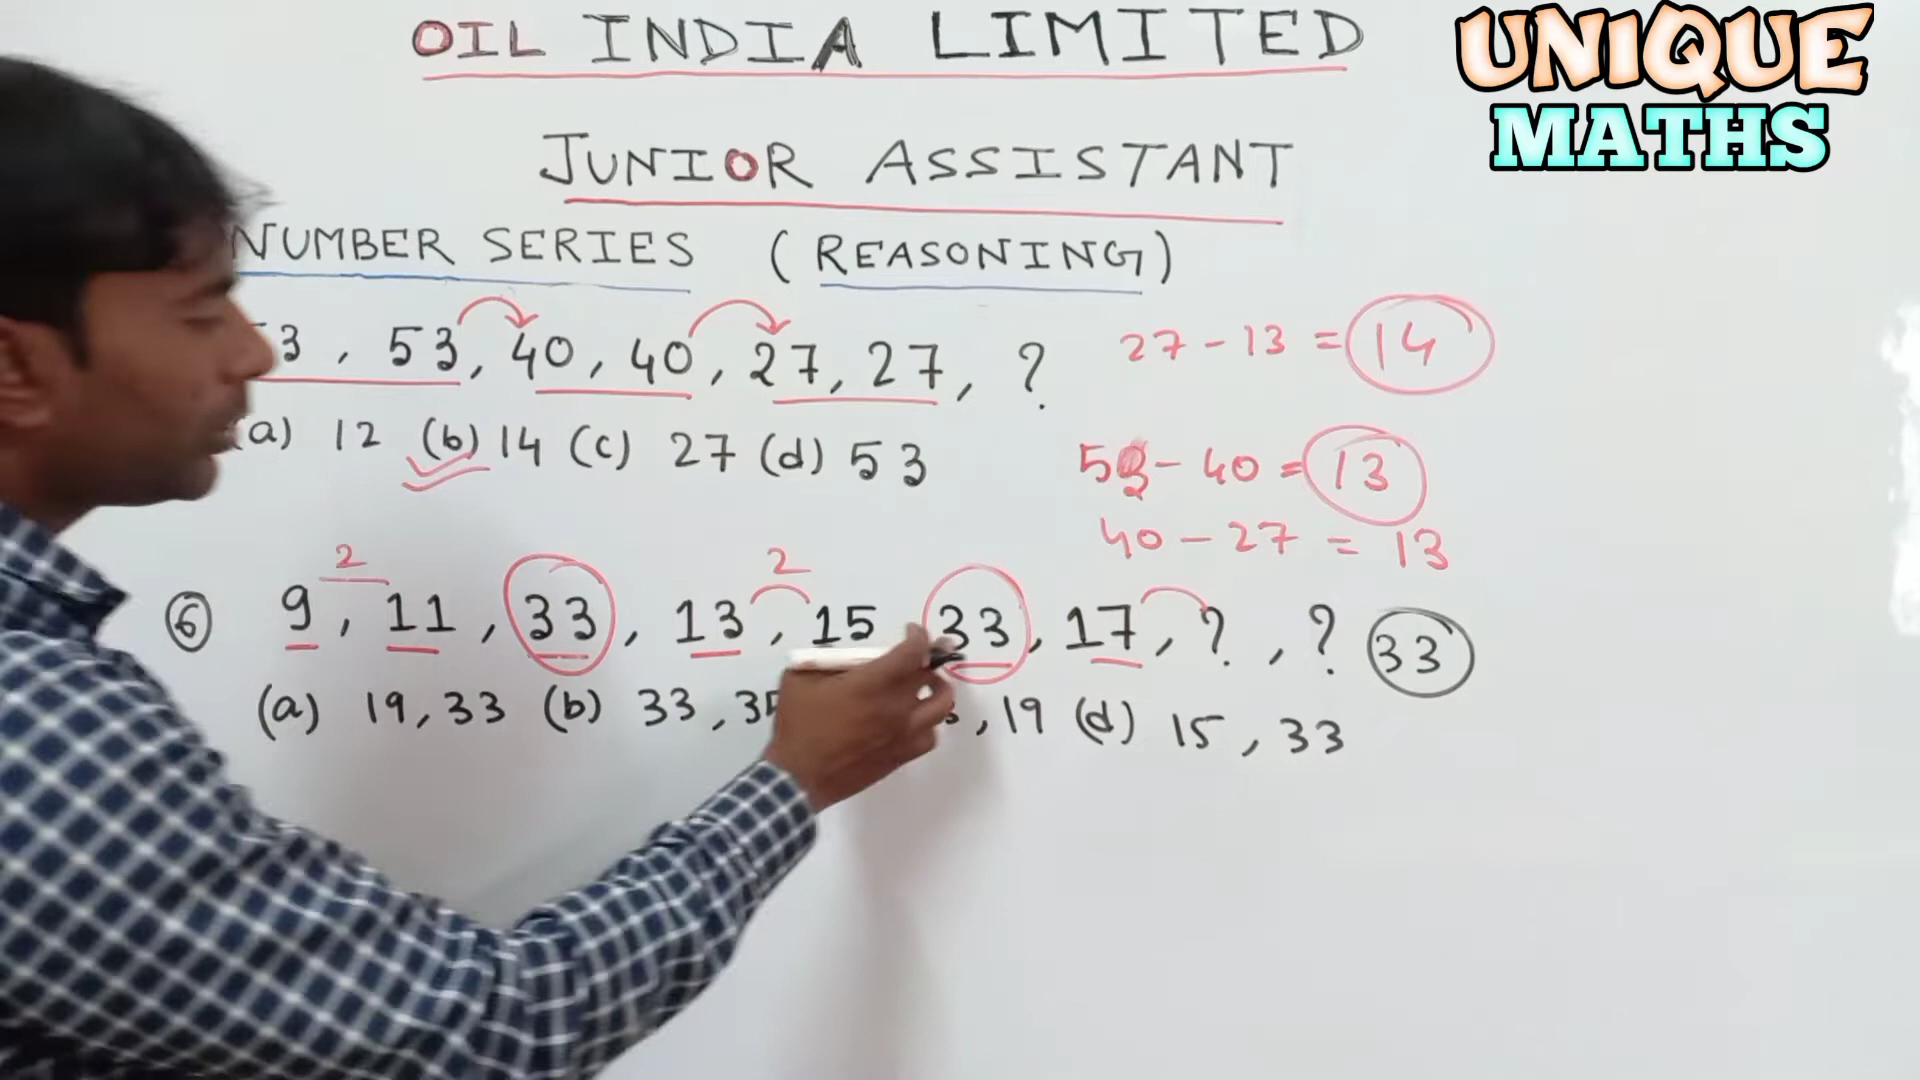 OIL INDIA LIMITED
UNIQUE
MATHS
JUNIOR ASSISTANT
NUMBER SERIES (REASONING)
3, 53, 40, 40, 27, 27, ?
27 - 13 = 14
(a) 12 (b) 14 (c) 27 (d) 53
53 - 40 = 13
40 - 27 = 13
2 2
6 9, 11, 33, 13, 15 33, 17, ?, ? 33
(a) 19, 33 (b) 33, 35 , 19 (d) 15, 33